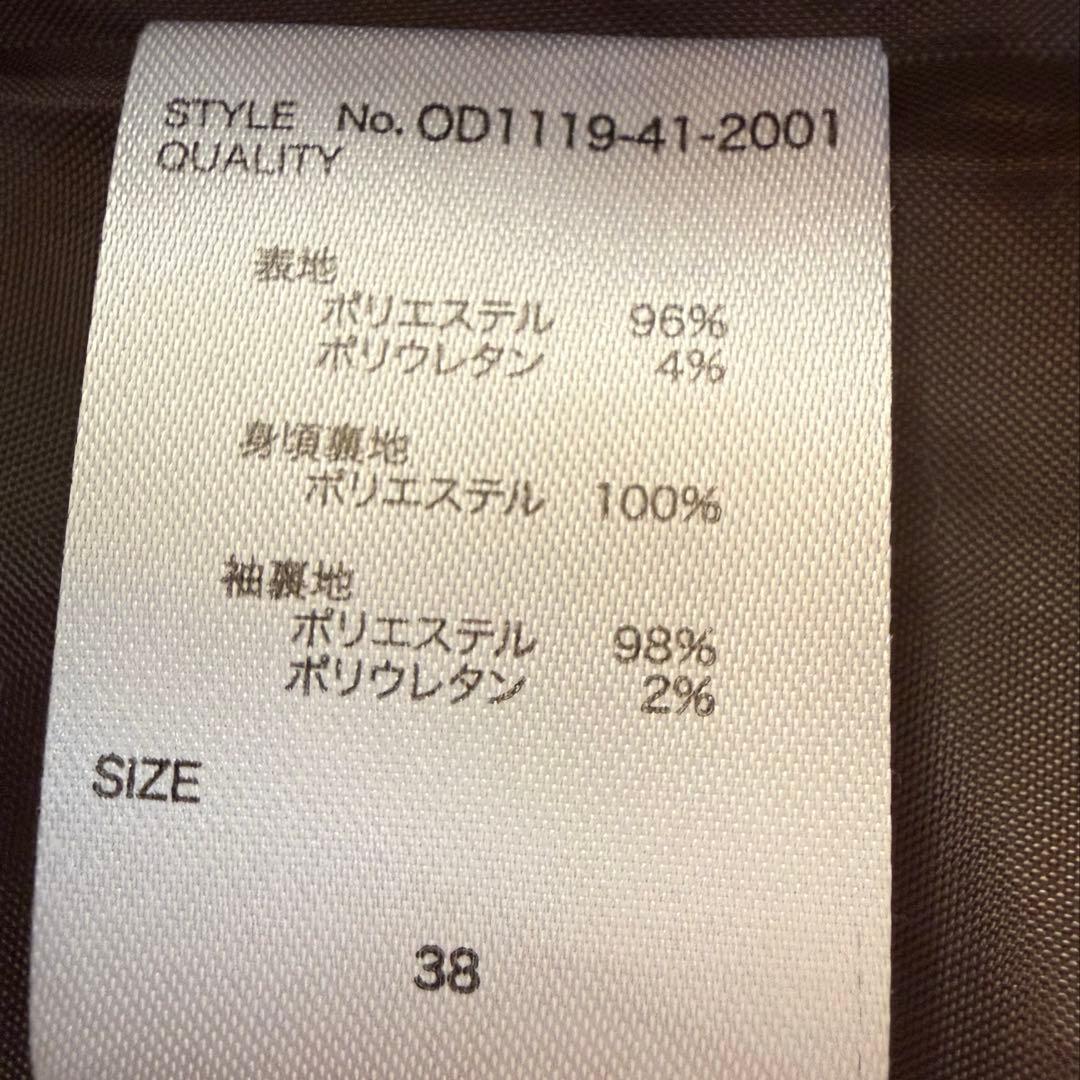 STYLE No. OD1119-41-2001
QUALITY
表地
ポリエステル 96%
ポリウレタン 4%
身頃裏地
ポリエステル 100%
袖裏地
ポリエステル 98%
ポリウレタン 2%
SIZE
38